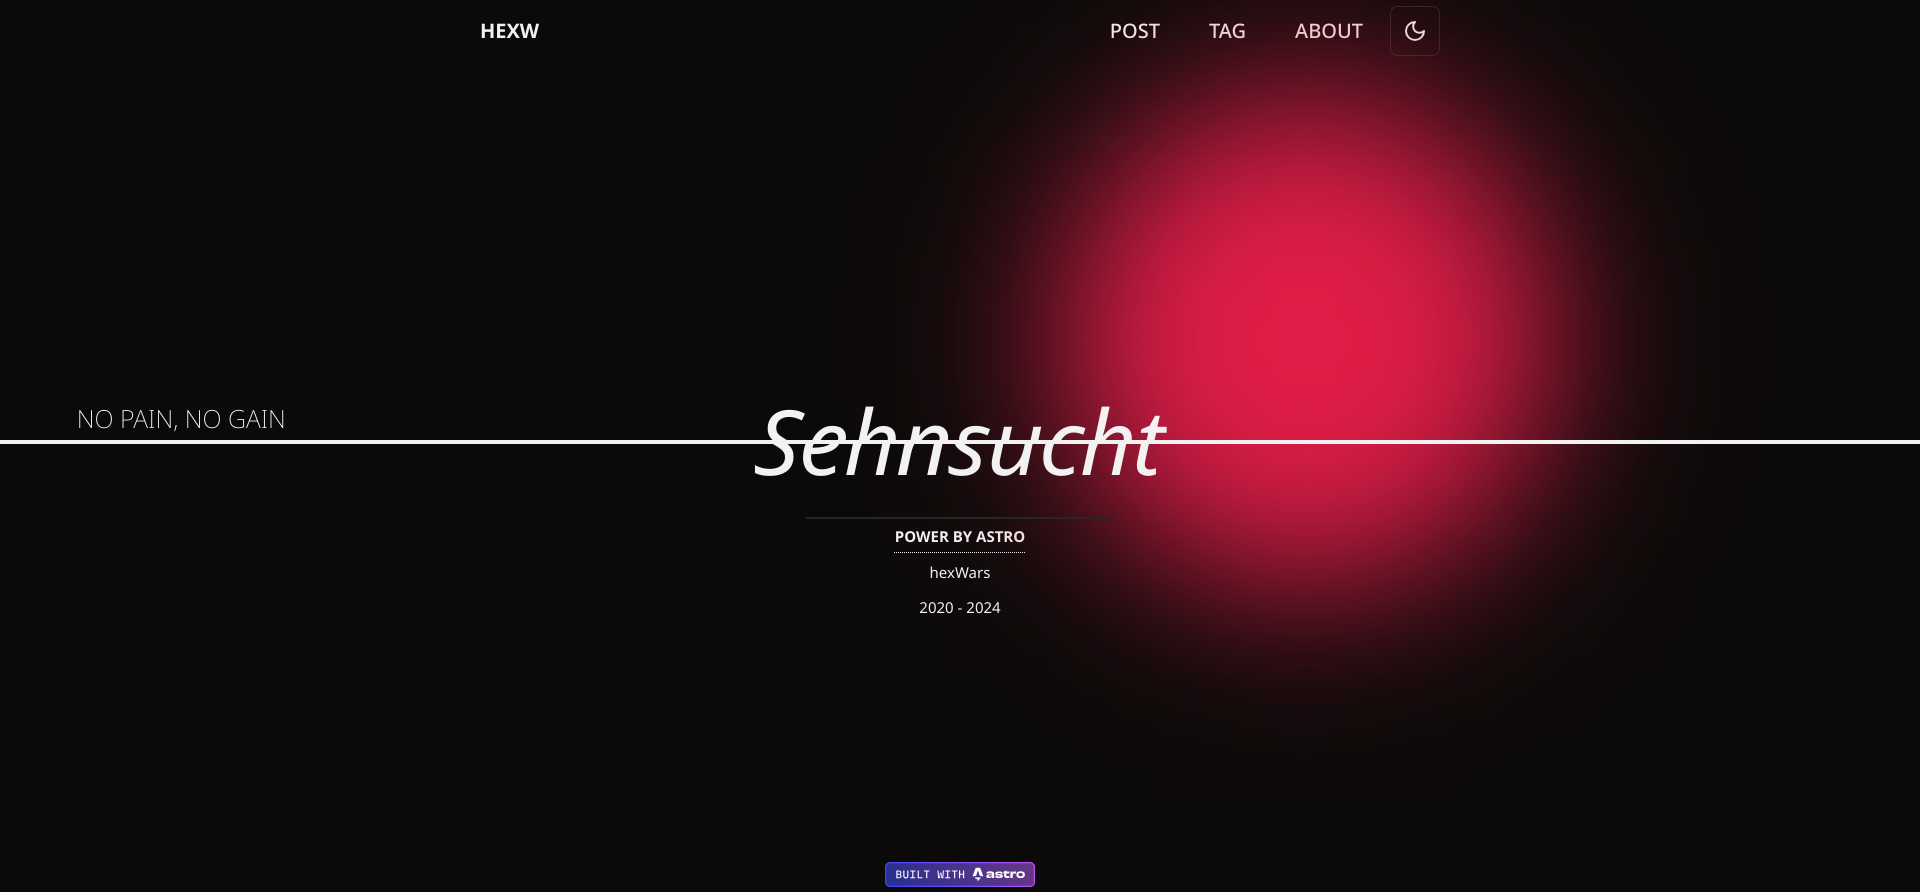 HEXW
POST
TAG
ABOUT
NO PAIN, NO GAIN
Sehnsucht
POWER BY ASTRO
hexWars
2020 - 2024
BUILT WITH astro